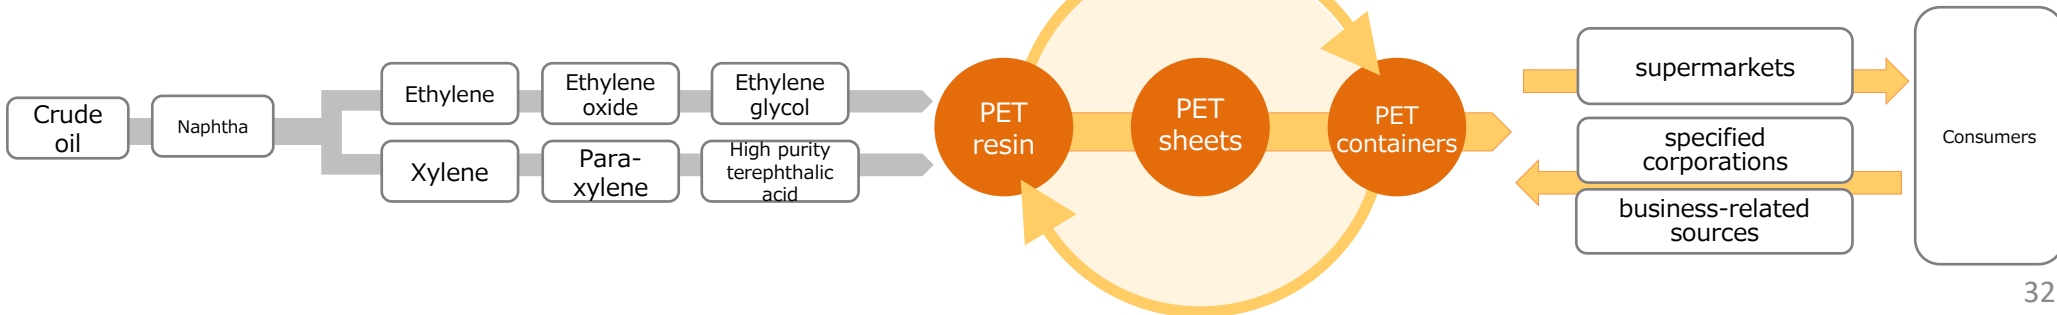 Crude
oil
Naphtha
Ethylene
Ethylene
oxide
Ethylene
glycol
Xylene
Para-
xylene
High purity
terephthalic
acid
PET
resin
PET
sheets
PET
containers
supermarkets
specified
corporations
business-related
sources
Consumers
32